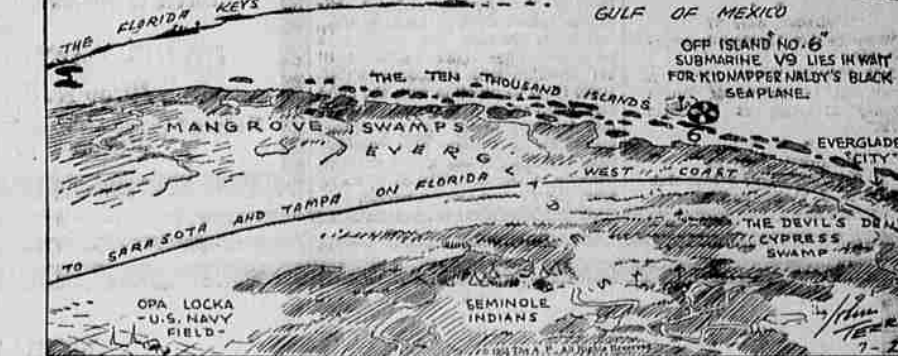 THE FLORIDA KEYS
GULF OF MEXICO
OFF ISLAND "NO. 6"
SUBMARINE V9 LIES IN WAIT
FOR KIDNAPPER NALDY'S BLACK
SEAPLANE.
THE TEN THOUSAND ISLANDS
6
MANGROVE SWAMPS
EVERGLADE
CITY
EVERG
WEST COAST
TO SARASOTA AND TAMPA ON FLORIDA
THE DEVIL'S DEN
CYPRESS
SWAMP
OPA LOCKA
-U.S. NAVY
FIELD-
SEMINOLE
INDIANS